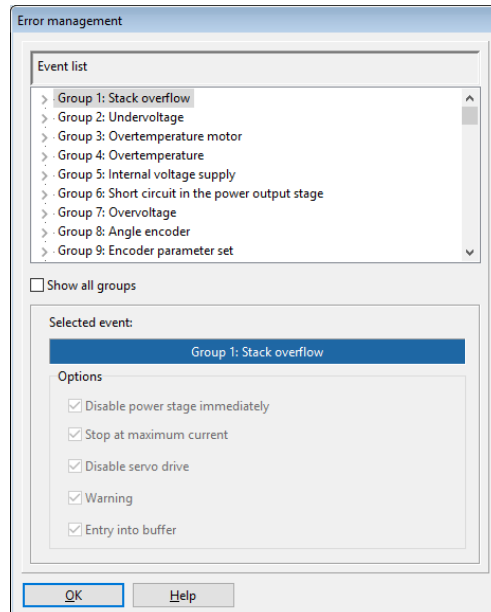 Error management
Event list
Group 1: Stack overflow
Group 2: Undervoltage
Group 3: Overtemperature motor
Group 4: Overtemperature
Group 5: Internal voltage supply
Group 6: Short circuit in the power output stage
Group 7: Overvoltage
Group 8: Angle encoder
Group 9: Encoder parameter set
Show all groups
Selected event:
Group 1: Stack overflow
Options
Disable power stage immediately
Stop at maximum current
Disable servo drive
Warning
Entry into buffer
OK Help